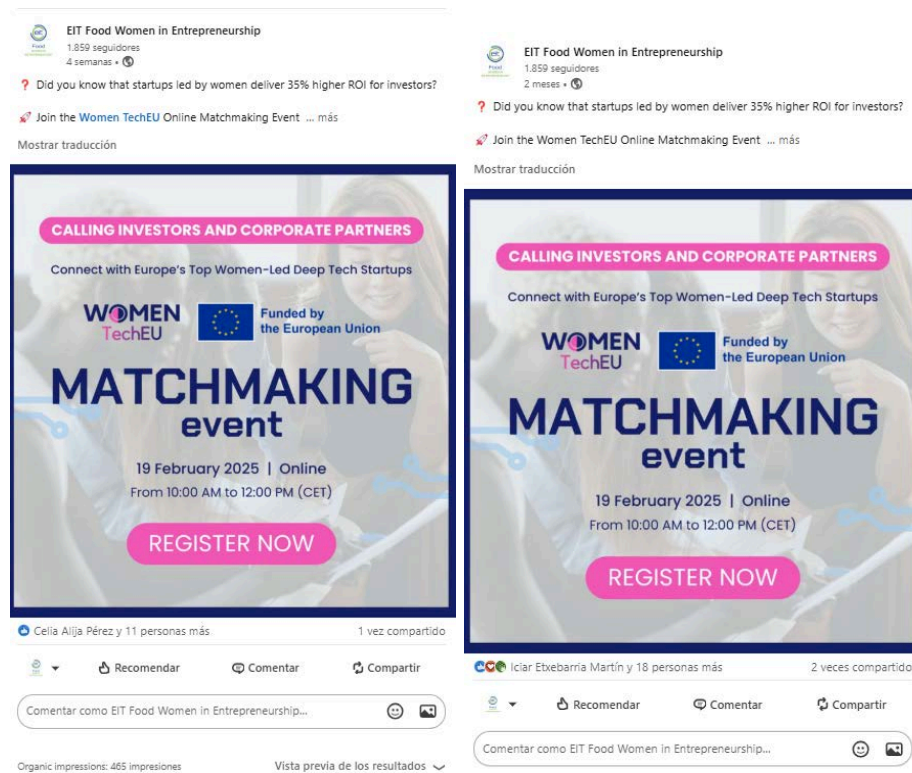 EIT Food Women in Entrepreneurship
1.859 seguidores
4 semanas •
? Did you know that startups led by women deliver 35% higher ROI for investors?
Join the Women TechEU Online Matchmaking Event ... más
Mostrar traducción
CALLING INVESTORS AND CORPORATE PARTNERS
Connect with Europe's Top Women-Led Deep Tech Startups
WOMEN
TechEU
Funded by
the European Union
MATCHMAKING
event
19 February 2025 | Online
From 10:00 AM to 12:00 PM (CET)
REGISTER NOW
Celia Alija Pérez y 11 personas más
1 vez compartido
Recomendar
Comentar
Compartir
Comentar como EIT Food Women in Entrepreneurship...
Organic impressions: 465 impresiones
Vista previa de los resultados
EIT Food Women in Entrepreneurship
1.859 seguidores
2 meses •
? Did you know that startups led by women deliver 35% higher ROI for investors?
Join the Women TechEU Online Matchmaking Event ... más
Mostrar traducción
CALLING INVESTORS AND CORPORATE PARTNERS
Connect with Europe's Top Women-Led Deep Tech Startups
WOMEN
TechEU
Funded by
the European Union
MATCHMAKING
event
19 February 2025 | Online
From 10:00 AM to 12:00 PM (CET)
REGISTER NOW
Iciar Etxebarria Martín y 18 personas más
2 veces compartido
Recomendar
Comentar
Compartir
Comentar como EIT Food Women in Entrepreneurship...